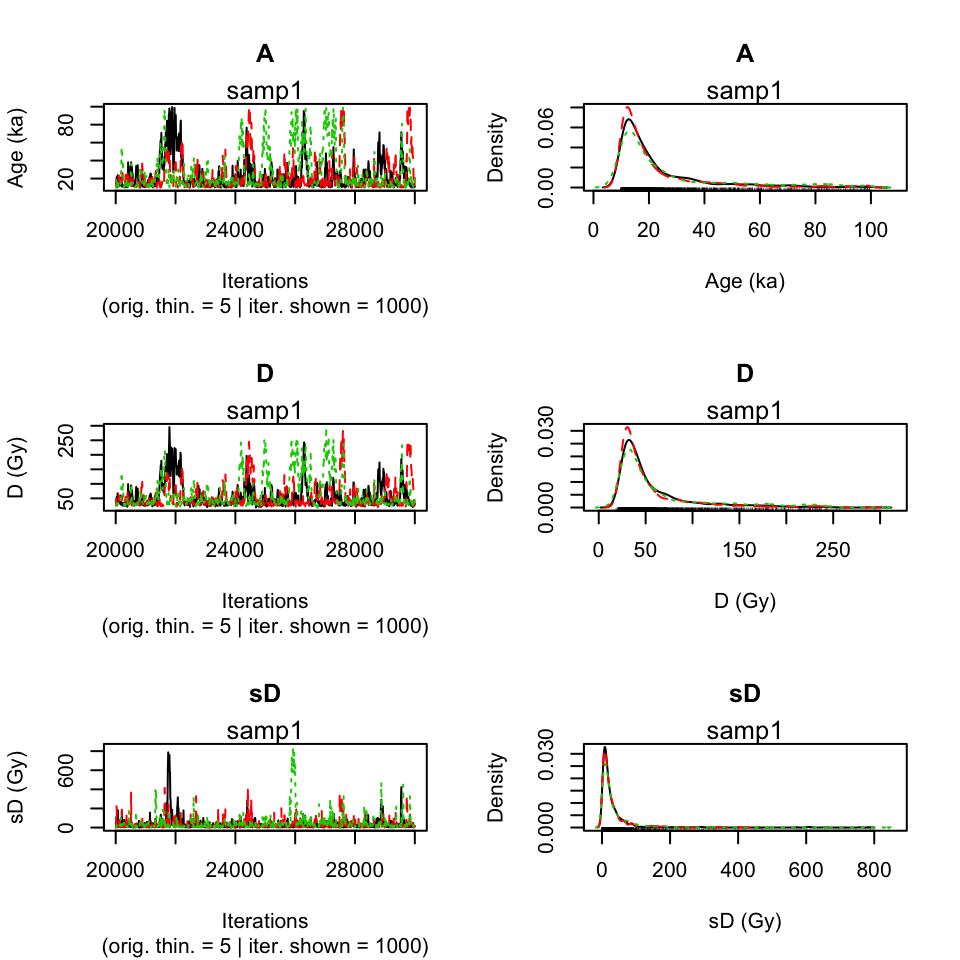 A
samp1
Age (ka)
80
20
20000 24000 28000
Iterations
(orig. thin. = 5 | iter. shown = 1000)
A
samp1
Density
0.06
0.00
0 20 40 60 80 100
Age (ka)
D
samp1
D (Gy)
250
50
20000 24000 28000
Iterations
(orig. thin. = 5 | iter. shown = 1000)
D
samp1
Density
0.030
0.000
0 50 150 250
D (Gy)
sD
samp1
sD (Gy)
600
0
20000 24000 28000
Iterations
(orig. thin. = 5 | iter. shown = 1000)
sD
samp1
Density
0.030
0.000
0 200 400 600 800
sD (Gy)